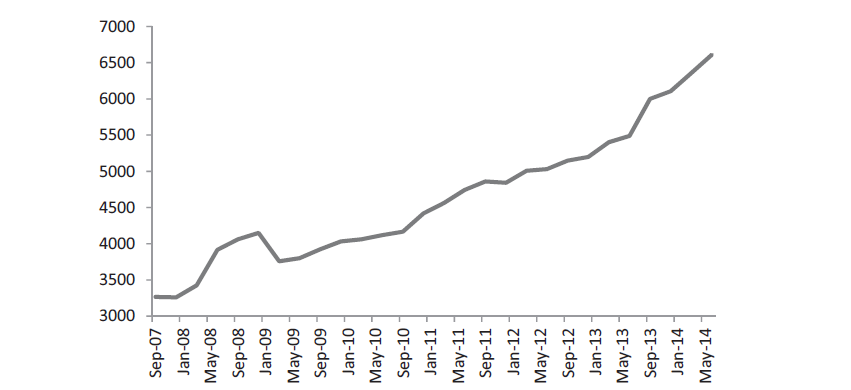 7000
6500
6000
5500
5000
4500
4000
3500
3000
Sep-07
Jan-08
May-08
Sep-08
Jan-09
May-09
Sep-09
Jan-10
May-10
Sep-10
Jan-11
May-11
Sep-11
Jan-12
May-12
Sep-12
Jan-13
May-13
Sep-13
Jan-14
May-14